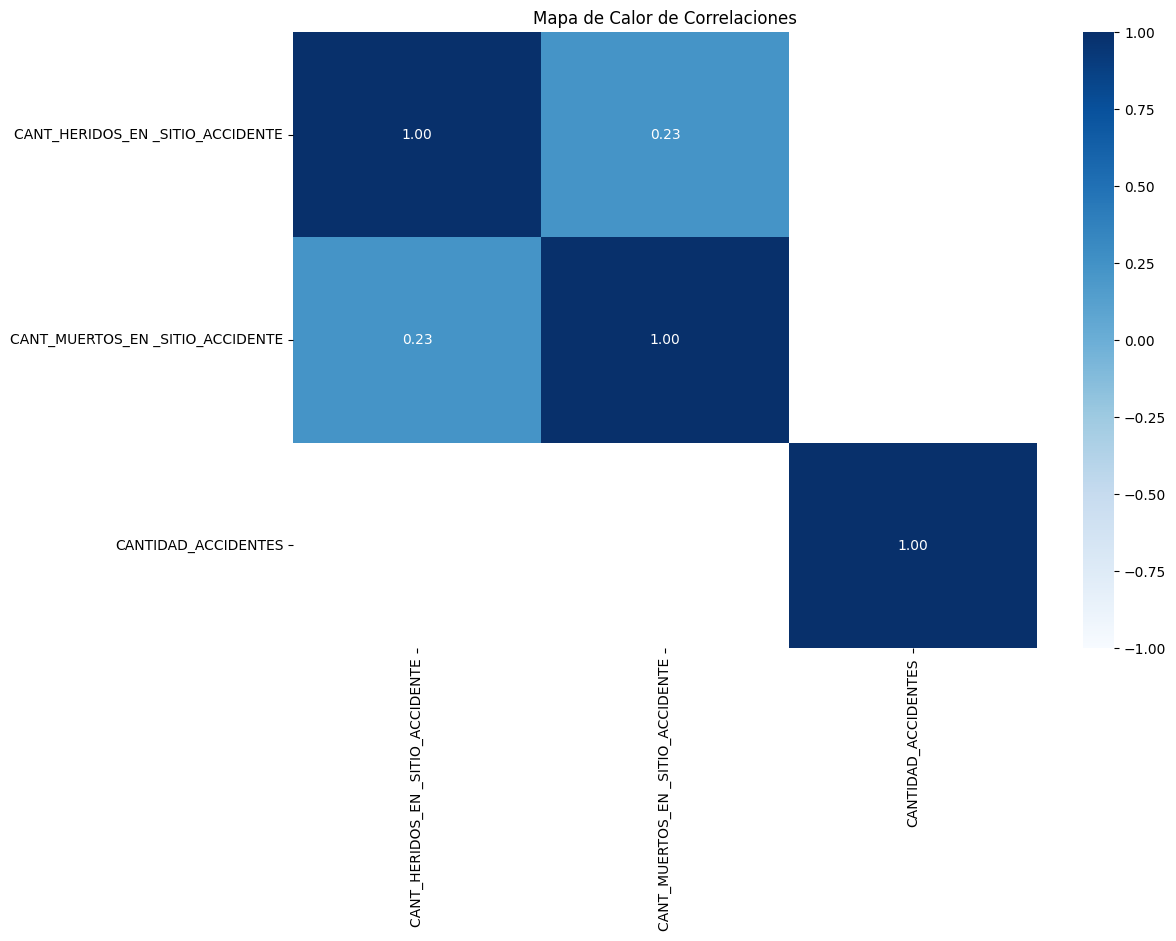 Mapa de Calor de Correlaciones
CANT_HERIDOS_EN _SITIO_ACCIDENTE
1.00
0.23
CANT_MUERTOS_EN _SITIO_ACCIDENTE
0.23
1.00
CANTIDAD_ACCIDENTES
1.00
CANT_HERIDOS_EN _SITIO_ACCIDENTE
CANT_MUERTOS_EN _SITIO_ACCIDENTE
CANTIDAD_ACCIDENTES
1.00
0.75
0.50
0.25
0.00
−0.25
−0.50
−0.75
−1.00